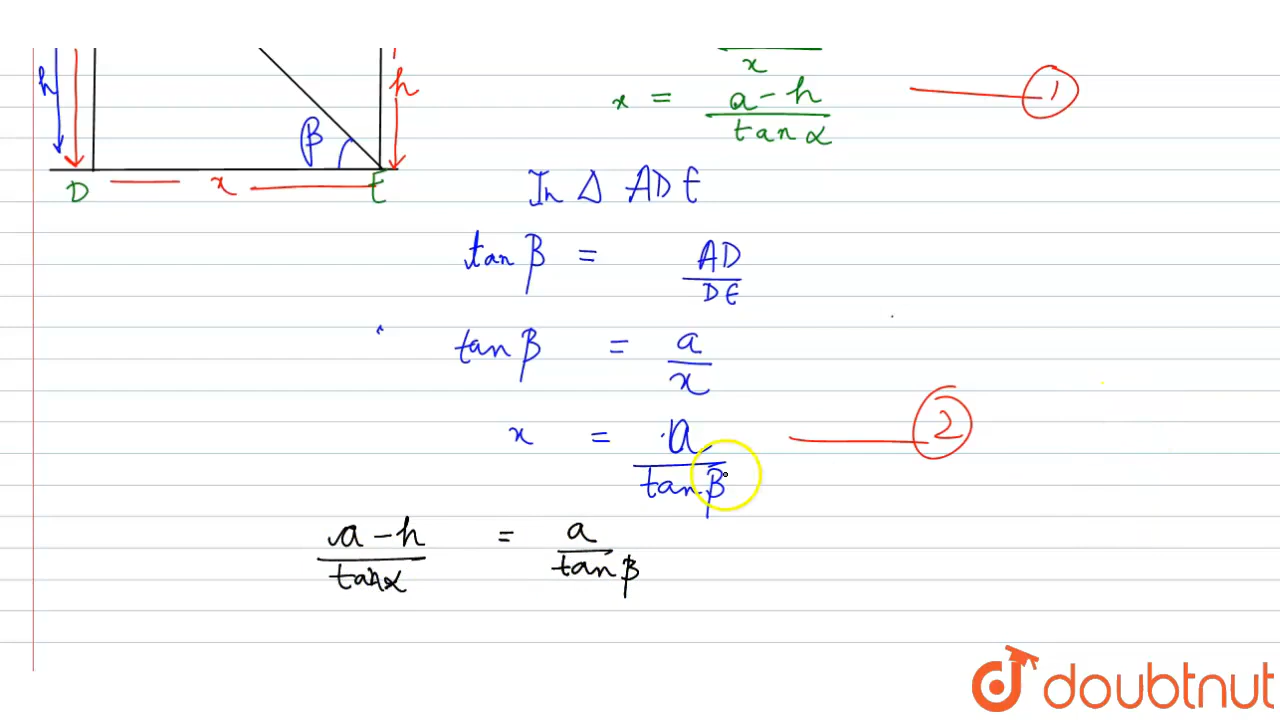 h
h
β
D x E
x
x = a - h / tan α 1
In Δ ADE
tan β = AD / DE
tan β = a / x
x = a / tan β 2
a - h / tan α = a / tan β
doubtnut